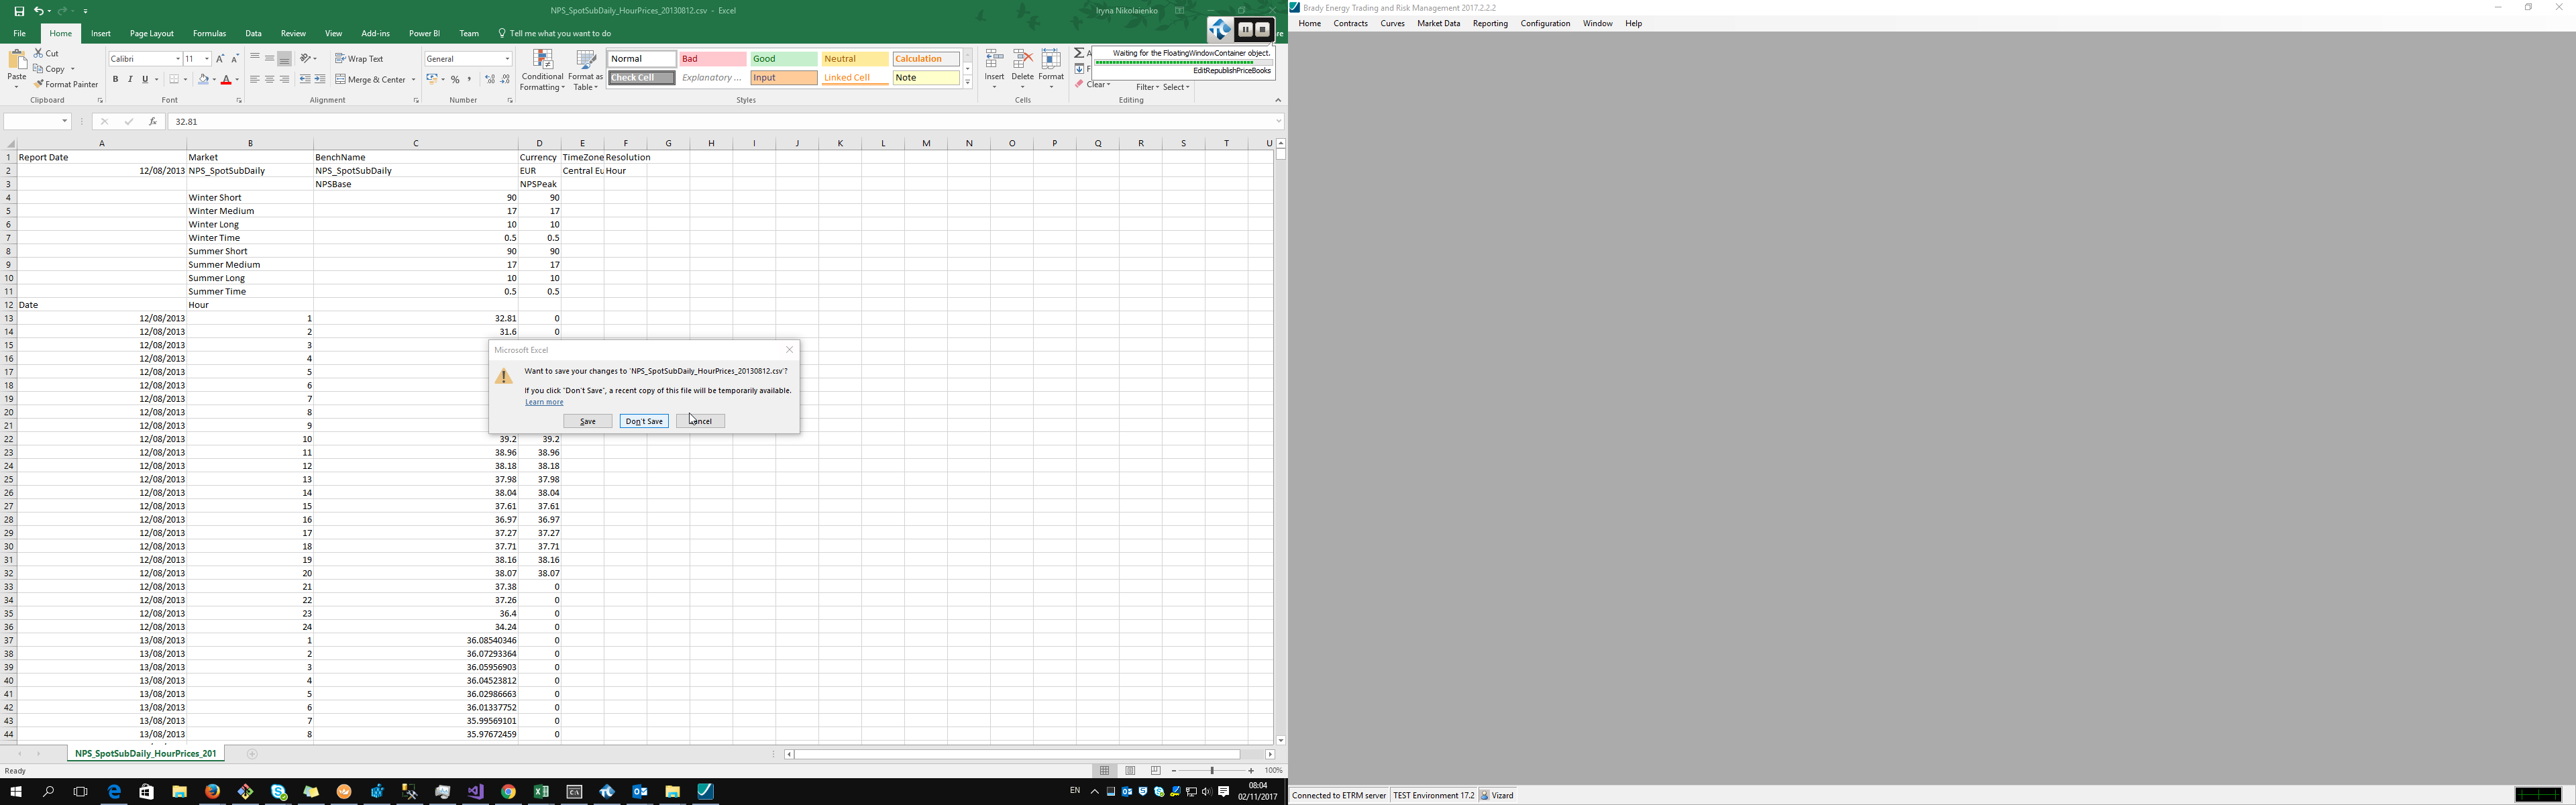 NPS_SpotSubDaily_HourPrices_20130812.csv - Excel
Iryna Nikolaienko
File Home Insert Page Layout Formulas Data Review View Add-ins Power BI Team Tell me what you want to do
Cut
Copy
Format Painter
Paste
Clipboard
Calibri 11
B I U
Font
Wrap Text
Merge & Center
Alignment
General
Number
Conditional Formatting
Format as Table
Normal Bad Good Neutral Calculation
Check Cell Explanatory ... Input Linked Cell Note
Styles
Insert Delete Format
Cells
Clear
Filter Select
Editing
Waiting for the FloatingWindowContainer object.
EditRepublishPriceBooks
fx 32.81
A B C D E F G H I J K L M N O P Q R S T U
1 Report Date Market BenchName Currency TimeZone Resolution
2 12/08/2013 NPS_SpotSubDaily NPS_SpotSubDaily EUR Central Eu Hour
3 NPSBase NPSPeak
4 Winter Short 90 90
5 Winter Medium 17 17
6 Winter Long 10 10
7 Winter Time 0.5 0.5
8 Summer Short 90 90
9 Summer Medium 17 17
10 Summer Long 10 10
11 Summer Time 0.5 0.5
12 Date Hour
13 12/08/2013 1 32.81 0
14 12/08/2013 2 31.6 0
15 12/08/2013 3
16 12/08/2013 4
17 12/08/2013 5
18 12/08/2013 6
19 12/08/2013 7
20 12/08/2013 8
21 12/08/2013 9
22 12/08/2013 10 39.2 39.2
23 12/08/2013 11 38.96 38.96
24 12/08/2013 12 38.18 38.18
25 12/08/2013 13 37.98 37.98
26 12/08/2013 14 38.04 38.04
27 12/08/2013 15 37.61 37.61
28 12/08/2013 16 36.97 36.97
29 12/08/2013 17 37.27 37.27
30 12/08/2013 18 37.71 37.71
31 12/08/2013 19 38.16 38.16
32 12/08/2013 20 38.07 38.07
33 12/08/2013 21 37.38 0
34 12/08/2013 22 37.26 0
35 12/08/2013 23 36.4 0
36 12/08/2013 24 34.24 0
37 13/08/2013 1 36.08540346 0
38 13/08/2013 2 36.07293364 0
39 13/08/2013 3 36.05956903 0
40 13/08/2013 4 36.04523812 0
41 13/08/2013 5 36.02986663 0
42 13/08/2013 6 36.01337752 0
43 13/08/2013 7 35.99569101 0
44 13/08/2013 8 35.97672459 0
Microsoft Excel
Want to save your changes to 'NPS_SpotSubDaily_HourPrices_20130812.csv'?
If you click "Don't Save", a recent copy of this file will be temporarily available.
Learn more
Save Don't Save
NPS_SpotSubDaily_HourPrices_201
Ready
100%
EN
08:04
02/11/2017
Brady Energy Trading and Risk Management 2017.2.2.2
Home Contracts Curves Market Data Reporting Configuration Window Help
Connected to ETRM server TEST Environment 17.2 Vizard